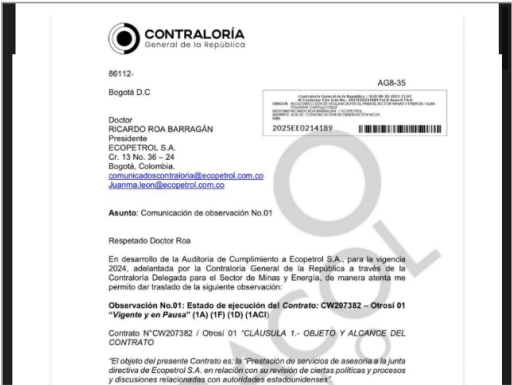 CONTRALORÍA
General de la República
86112-
AG8-35
Bogotá D.C
2025EE0214189
Doctor
RICARDO ROA BARRAGÁN
Presidente
ECOPETROL S.A.
Cr. 13 No. 36 – 24
Bogotá, Colombia.
comunicadoscontraloria@ecopetrol.com.co
Juanma.leon@ecopetrol.com.co
Asunto: Comunicación de observación No.01
Respetado Doctor Roa
En desarrollo de la Auditoria de Cumplimiento a Ecopetrol S.A., para la vigencia
2024, adelantada por la Contraloría General de la República a través de la
Contraloría Delegada para el Sector de Minas y Energía, de manera atenta me
permito dar traslado de la siguiente observación:
Observación No.01: Estado de ejecución del Contrato: CW207382 – Otrosí 01
"Vigente y en Pausa" (1A) (1F) (1D) (1ACI)
Contrato N°CW207382 / Otrosí 01 "CLÁUSULA 1.- OBJETO Y ALCANCE DEL
CONTRATO
"El objeto del presente Contrato es: la "Prestación de servicios de asesoría a la junta
directiva de Ecopetrol S.A. en relación con su revisión de ciertas políticas y procesos
y discusiones relacionadas con autoridades estadounidenses".